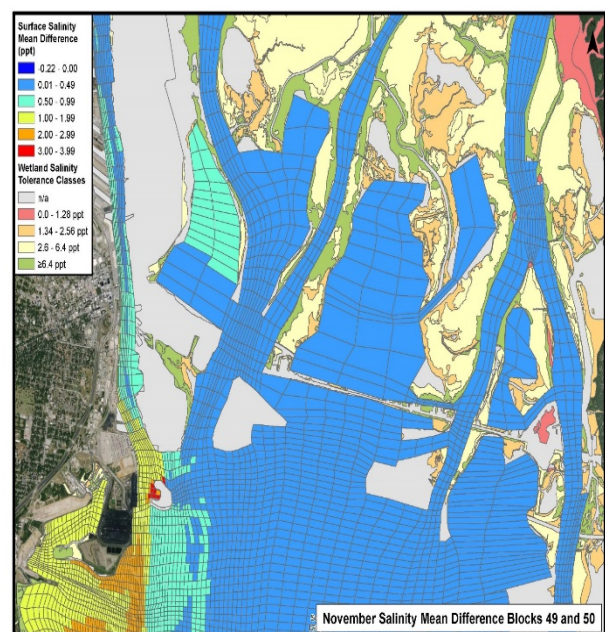 Surface Salinity
Mean Difference
(ppt)
-0.22 - 0.00
0.01 - 0.49
0.50 - 0.99
1.00 - 1.99
2.00 - 2.99
3.00 - 3.99
Wetland Salinity
Tolerance Classes
n/a
0.0 - 1.28 ppt
1.34 - 2.56 ppt
2.6 - 6.4 ppt
≥6.4 ppt
November Salinity Mean Difference Blocks 49 and 50